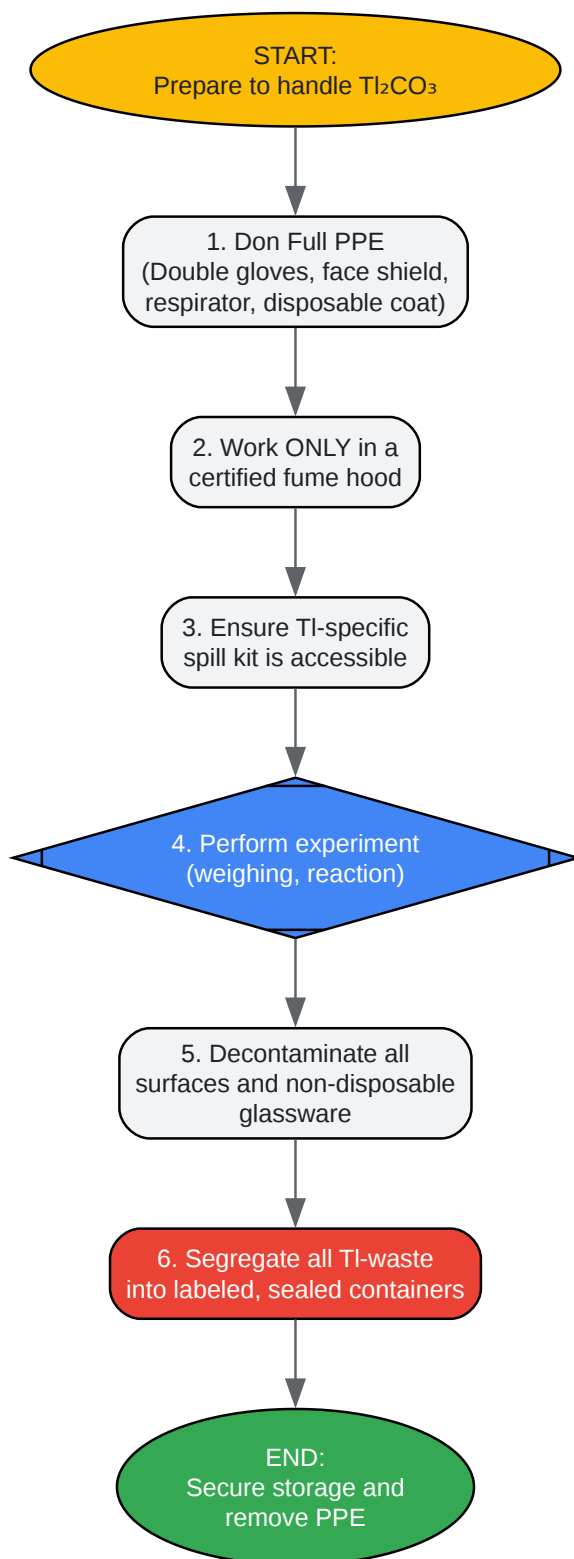 START:
Prepare to handle Tl₂CO₃
1. Don Full PPE
(Double gloves, face shield,
respirator, disposable coat)
2. Work ONLY in a
certified fume hood
3. Ensure Tl-specific
spill kit is accessible
4. Perform experiment
(weighing, reaction)
5. Decontaminate all
surfaces and non-disposable
glassware
6. Segregate all Tl-waste
into labeled, sealed containers
END:
Secure storage and
remove PPE